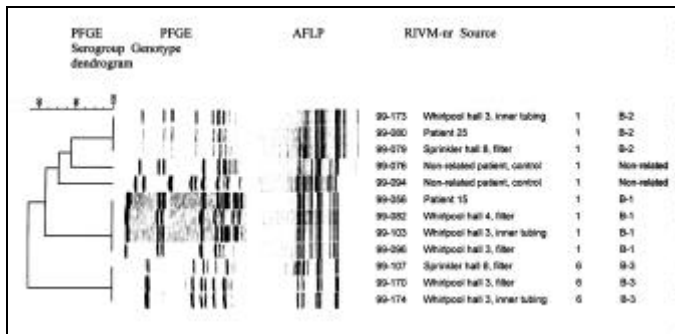 PFGE PFGE AFLP RIVM-nr Source
Serogroup Genotype
dendrogram
99-173 Whirlpool hall 3, inner tubing 1 B-2
99-080 Patient 25 1 B-2
99-079 Sprinkler hall 8, filter 1 B-2
99-076 Non-related patient, control 1 Non-related
99-094 Non-related patient, control 1 Non-related
99-056 Patient 15 1 B-1
99-082 Whirlpool hall 4, filter 1 B-1
99-103 Whirlpool hall 3, inner tubing 1 B-1
99-096 Whirlpool hall 3, filter 1 B-1
99-107 Sprinkler hall 8, filter 6 B-3
99-170 Whirlpool hall 3, filter 6 B-3
99-174 Whirlpool hall 3, inner tubing 6 B-3